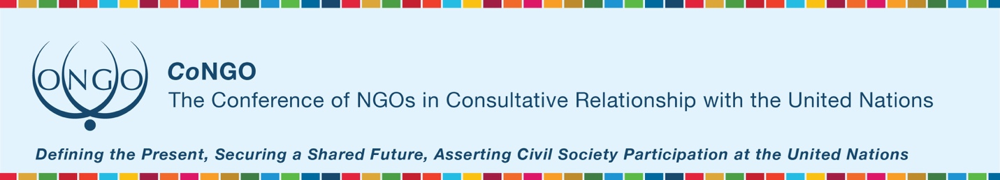 ONGO
CoNGO
The Conference of NGOs in Consultative Relationship with the United Nations
Defining the Present, Securing a Shared Future, Asserting Civil Society Participation at the United Nations